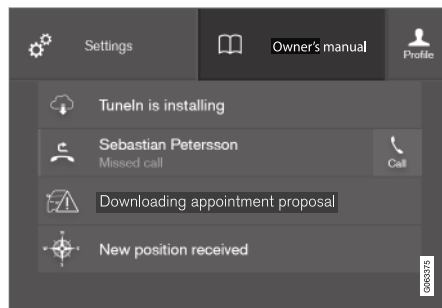 Settings
Owner's manual
Profile
TuneIn is installing
Sebastian Petersson
Missed call
Call
Downloading appointment proposal
New position received
G063375